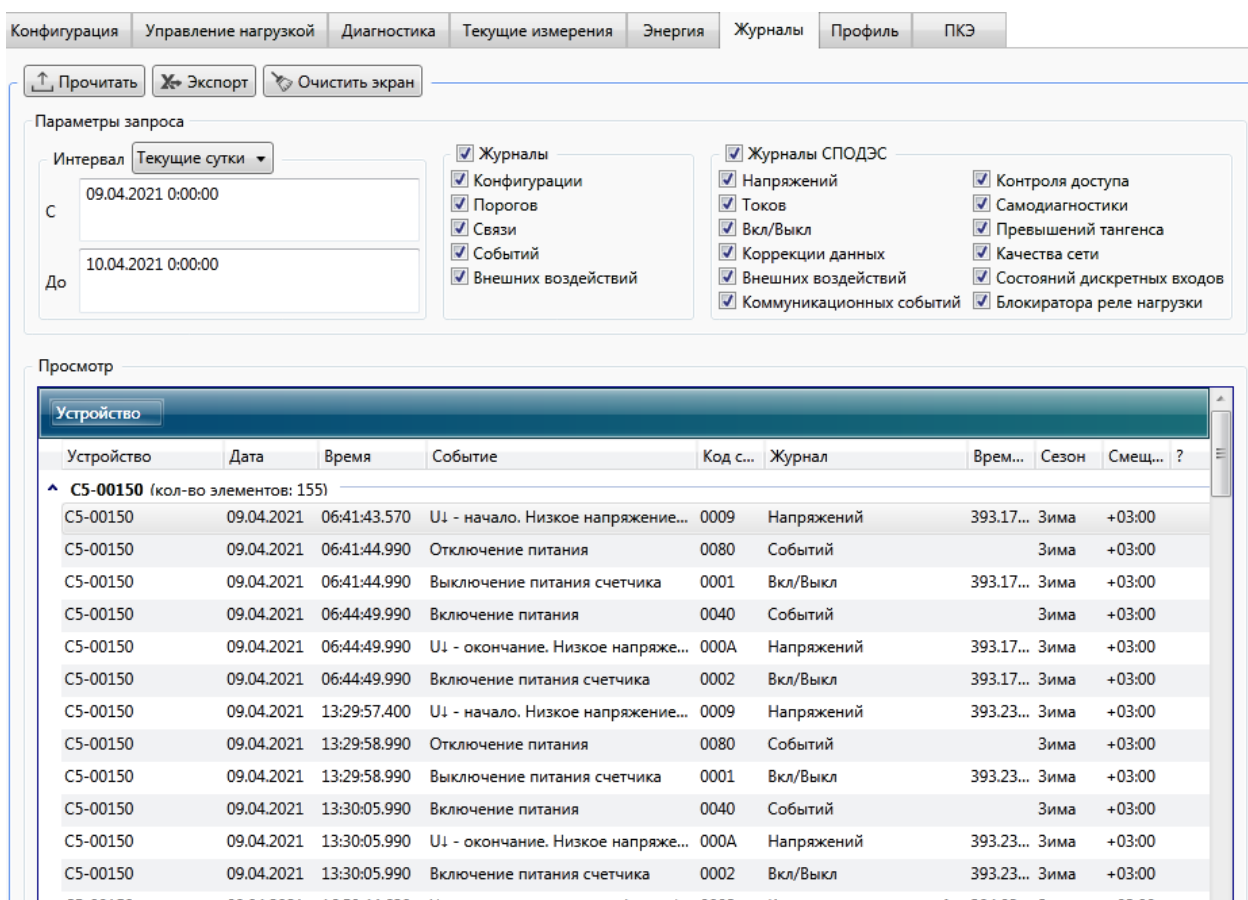 Конфигурация Управление нагрузкой Диагностика Текущие измерения Энергия Журналы Профиль ПКЭ
Прочитать Экспорт Очистить экран
Параметры запроса
Интервал Текущие сутки
С 09.04.2021 0:00:00
До 10.04.2021 0:00:00
Журналы
Конфигурации
Порогов
Связи
Событий
Внешних воздействий
Журналы СПОДЭС
Напряжений Контроля доступа
Токов Самодиагностики
Вкл/Выкл Превышений тангенса
Коррекции данных Качества сети
Внешних воздействий Состояний дискретных входов
Коммуникационных событий Блокиратора реле нагрузки
Просмотр
Устройство
Устройство Дата Время Событие Код с... Журнал Врем... Сезон Смещ... ?
С5-00150 (кол-во элементов: 155)
С5-00150 09.04.2021 06:41:43.570 U↓ - начало. Низкое напряжение... 0009 Напряжений 393.17... Зима +03:00
С5-00150 09.04.2021 06:41:44.990 Отключение питания 0080 Событий Зима +03:00
С5-00150 09.04.2021 06:41:44.990 Выключение питания счетчика 0001 Вкл/Выкл 393.17... Зима +03:00
С5-00150 09.04.2021 06:44:49.990 Включение питания 0040 Событий Зима +03:00
С5-00150 09.04.2021 06:44:49.990 U↓ - окончание. Низкое напряже... 000A Напряжений 393.17... Зима +03:00
С5-00150 09.04.2021 06:44:49.990 Включение питания счетчика 0002 Вкл/Выкл 393.17... Зима +03:00
С5-00150 09.04.2021 13:29:57.400 U↓ - начало. Низкое напряжение... 0009 Напряжений 393.23... Зима +03:00
С5-00150 09.04.2021 13:29:58.990 Отключение питания 0080 Событий Зима +03:00
С5-00150 09.04.2021 13:29:58.990 Выключение питания счетчика 0001 Вкл/Выкл 393.23... Зима +03:00
С5-00150 09.04.2021 13:30:05.990 Включение питания 0040 Событий Зима +03:00
С5-00150 09.04.2021 13:30:05.990 U↓ - окончание. Низкое напряже... 000A Напряжений 393.23... Зима +03:00
С5-00150 09.04.2021 13:30:05.990 Включение питания счетчика 0002 Вкл/Выкл 393.23... Зима +03:00